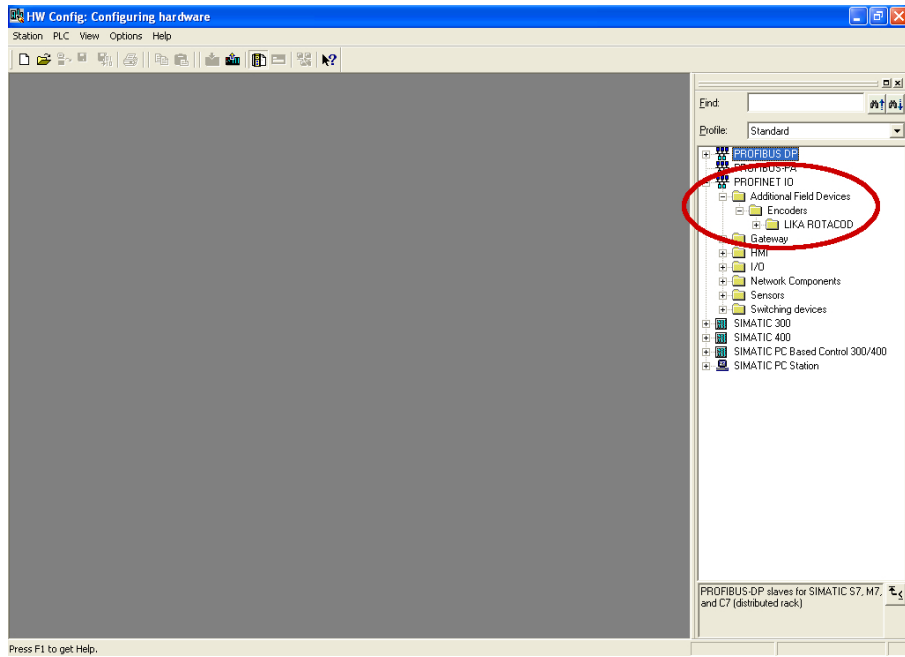 HW Config: Configuring hardware
Station PLC View Options Help
Find:
Profile: Standard
PROFIBUS DP
PROFIBUS-PA
PROFINET IO
Additional Field Devices
Encoders
LIKA ROTACOD
Gateway
HMI
I/O
Network Components
Sensors
Switching devices
SIMATIC 300
SIMATIC 400
SIMATIC PC Based Control 300/400
SIMATIC PC Station
PROFIBUS-DP slaves for SIMATIC S7, M7,
and C7 (distributed rack)
Press F1 to get Help.